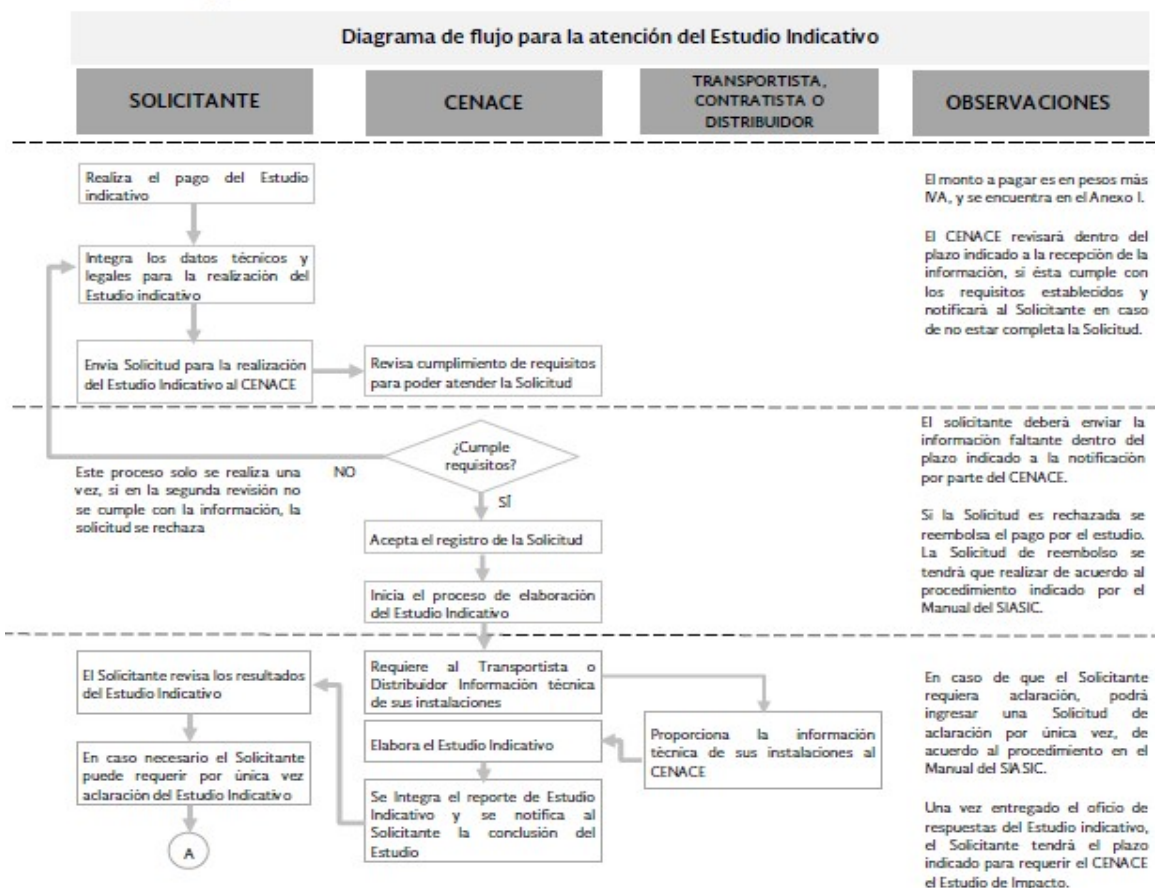 Diagrama de flujo para la atención del Estudio Indicativo
SOLICITANTE
CENACE
TRANSPORTISTA,
CONTRATISTA O
DISTRIBUIDOR
OBSERVACIONES
Realiza el pago del Estudio
indicativo
Integra los datos técnicos y
legales para la realización del
Estudio indicativo
Envía Solicitud para la realización
del Estudio Indicativo al CENACE
Revisa cumplimiento de requisitos
para poder atender la Solicitud
El monto a pagar es en pesos más
IVA, y se encuentra en el Anexo I.
El CENACE revisará dentro del
plazo indicado a la recepción de la
información, si ésta cumple con
los requisitos establecidos y
notificará al Solicitante en caso
de no estar completa la Solicitud.
Este proceso solo se realiza una
vez, si en la segunda revisión no
se cumple con la información, la
solicitud se rechaza
NO
¿Cumple
requisitos?
SÍ
Acepta el registro de la Solicitud
Inicia el proceso de elaboración
del Estudio Indicativo
El solicitante deberá enviar la
información faltante dentro del
plazo indicado a la notificación
por parte del CENACE.
Si la Solicitud es rechazada se
reembolsa el pago por el estudio.
La Solicitud de reembolso se
tendrá que realizar de acuerdo al
procedimiento indicado por el
Manual del SIASIC.
El Solicitante revisa los resultados
del Estudio Indicativo
En caso necesario el Solicitante
puede requerir por única vez
aclaración del Estudio Indicativo
A
Requiere al Transportista o
Distribuidor Información técnica
de sus instalaciones
Elabora el Estudio Indicativo
Se Integra el reporte de Estudio
Indicativo y se notifica al
Solicitante la conclusión del
Estudio
Proporciona la información
técnica de sus instalaciones al
CENACE
En caso de que el Solicitante
requiera aclaración, podrá
ingresar una Solicitud de
aclaración por única vez, de
acuerdo al procedimiento en el
Manual del SIASIC.
Una vez entregado el oficio de
respuestas del Estudio indicativo,
el Solicitante tendrá el plazo
indicado para requerir el CENACE
el Estudio de Impacto.